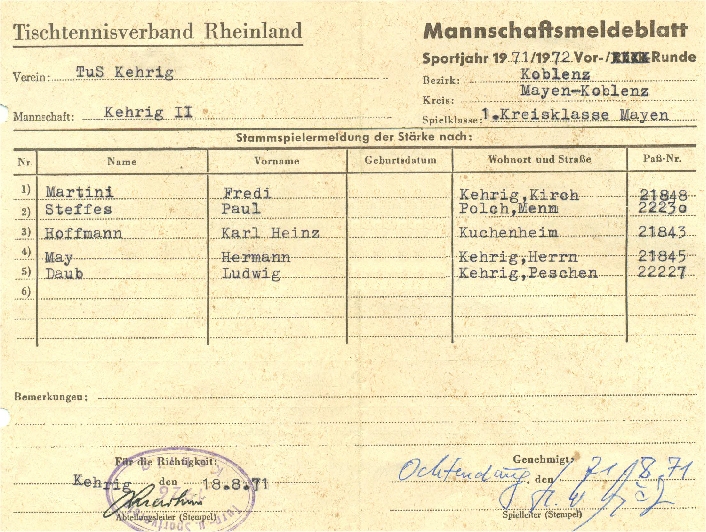 Tischtennisverband Rheinland
Mannschaftsmeldeblatt
Sportjahr 1971/1972 Vor-/ Runde
Verein: TuS Kehrig
Bezirk: Koblenz
Kreis: Mayen-Koblenz
Mannschaft: Kehrig II
Spielklasse: 1.Kreisklasse Mayen
Stammspielermeldung der Stärke nach:
Nr. Name Vorname Geburtsdatum Wohnort und Straße Paß-Nr.
1) Martini Fredi Kehrig,Kirch 21848
2) Steffes Paul Polch,Menm 22230
3) Hoffmann Karl Heinz Kuchenheim 21843
4) May Hermann Kehrig,Herrn 21845
5) Daub Ludwig Kehrig,Peschen 22227
6)
Bemerkungen:
Für die Richtigkeit:
Genehmigt:
Kehrig den 18.8.71
Ochtendung, den 8.71
Abteilungsleiter (Stempel)
Spielleiter (Stempel)